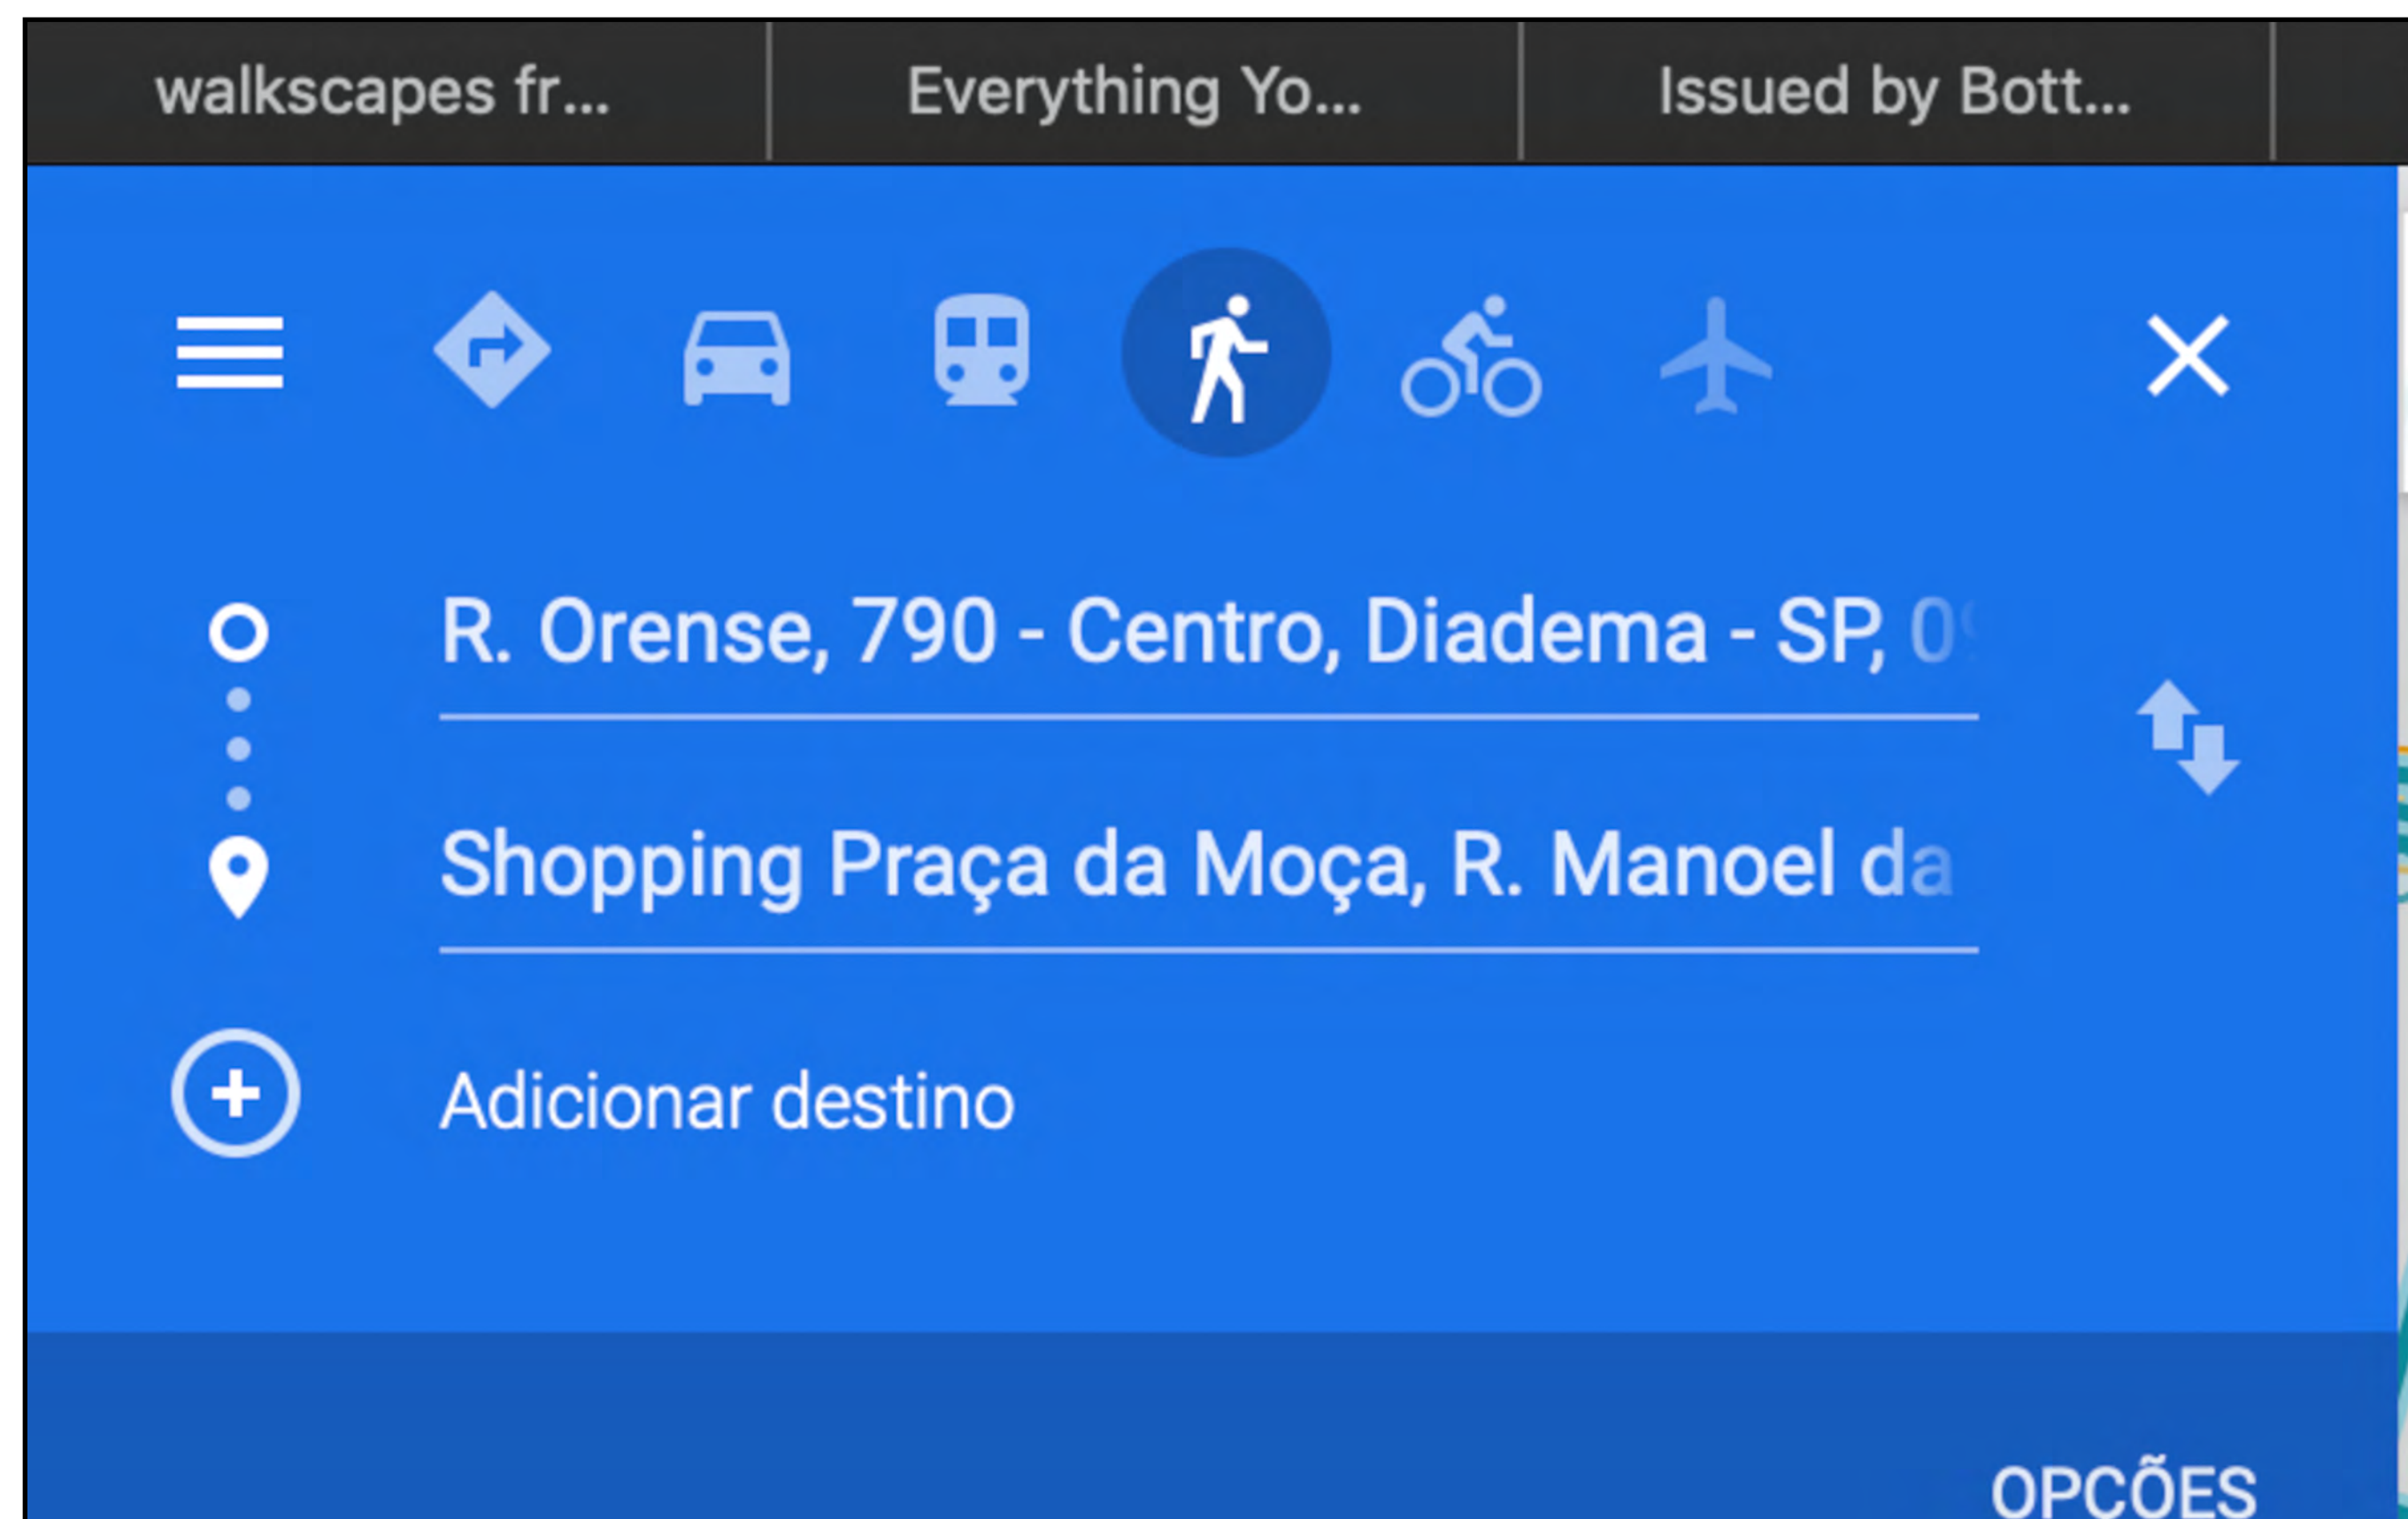 walkscapes fr...
Everything Yo...
Issued by Bott...
R. Orense, 790 - Centro, Diadema - SP, 09
Shopping Praça da Moça, R. Manoel da
Adicionar destino
OPÇÕES